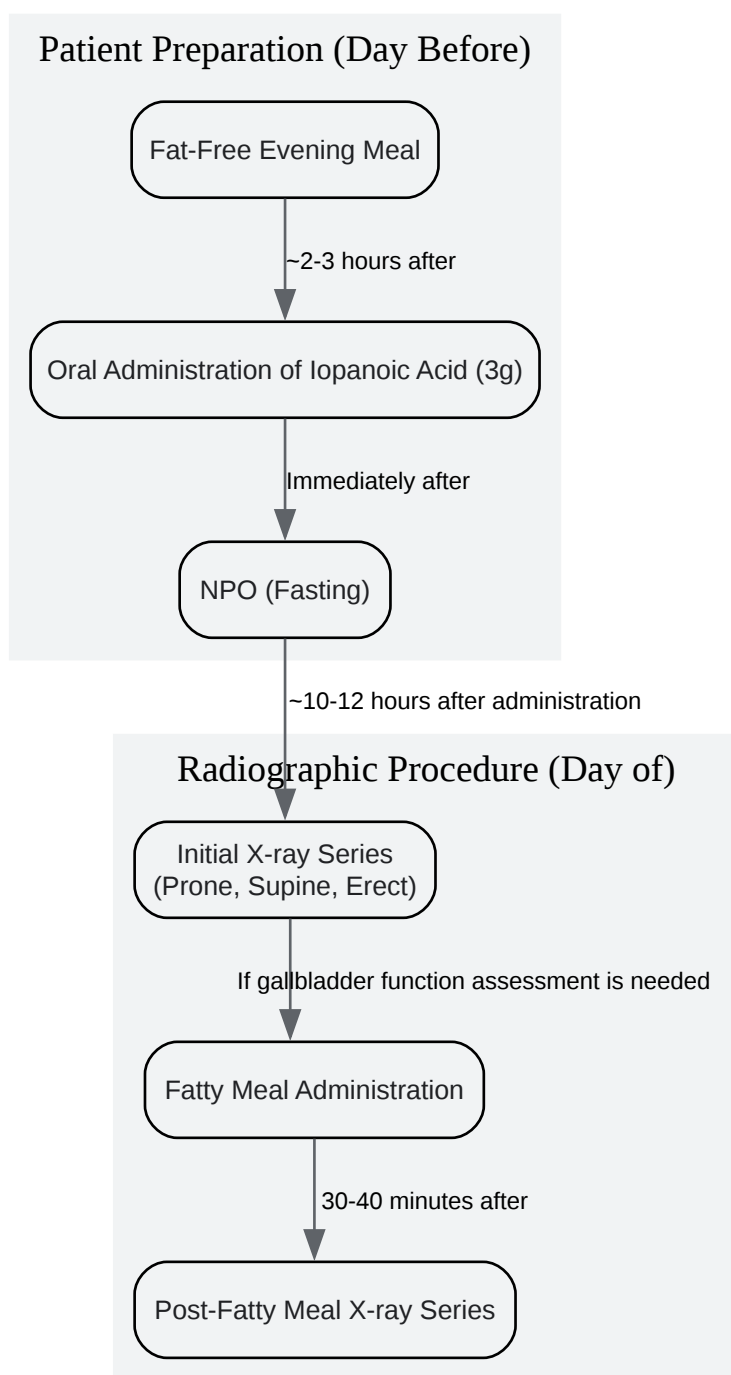 Patient Preparation (Day Before)
Fat-Free Evening Meal
~2-3 hours after
Oral Administration of Iopanoic Acid (3g)
Immediately after
NPO (Fasting)
~10-12 hours after administration
Radiographic Procedure (Day of)
Initial X-ray Series
(Prone, Supine, Erect)
If gallbladder function assessment is needed
Fatty Meal Administration
30-40 minutes after
Post-Fatty Meal X-ray Series